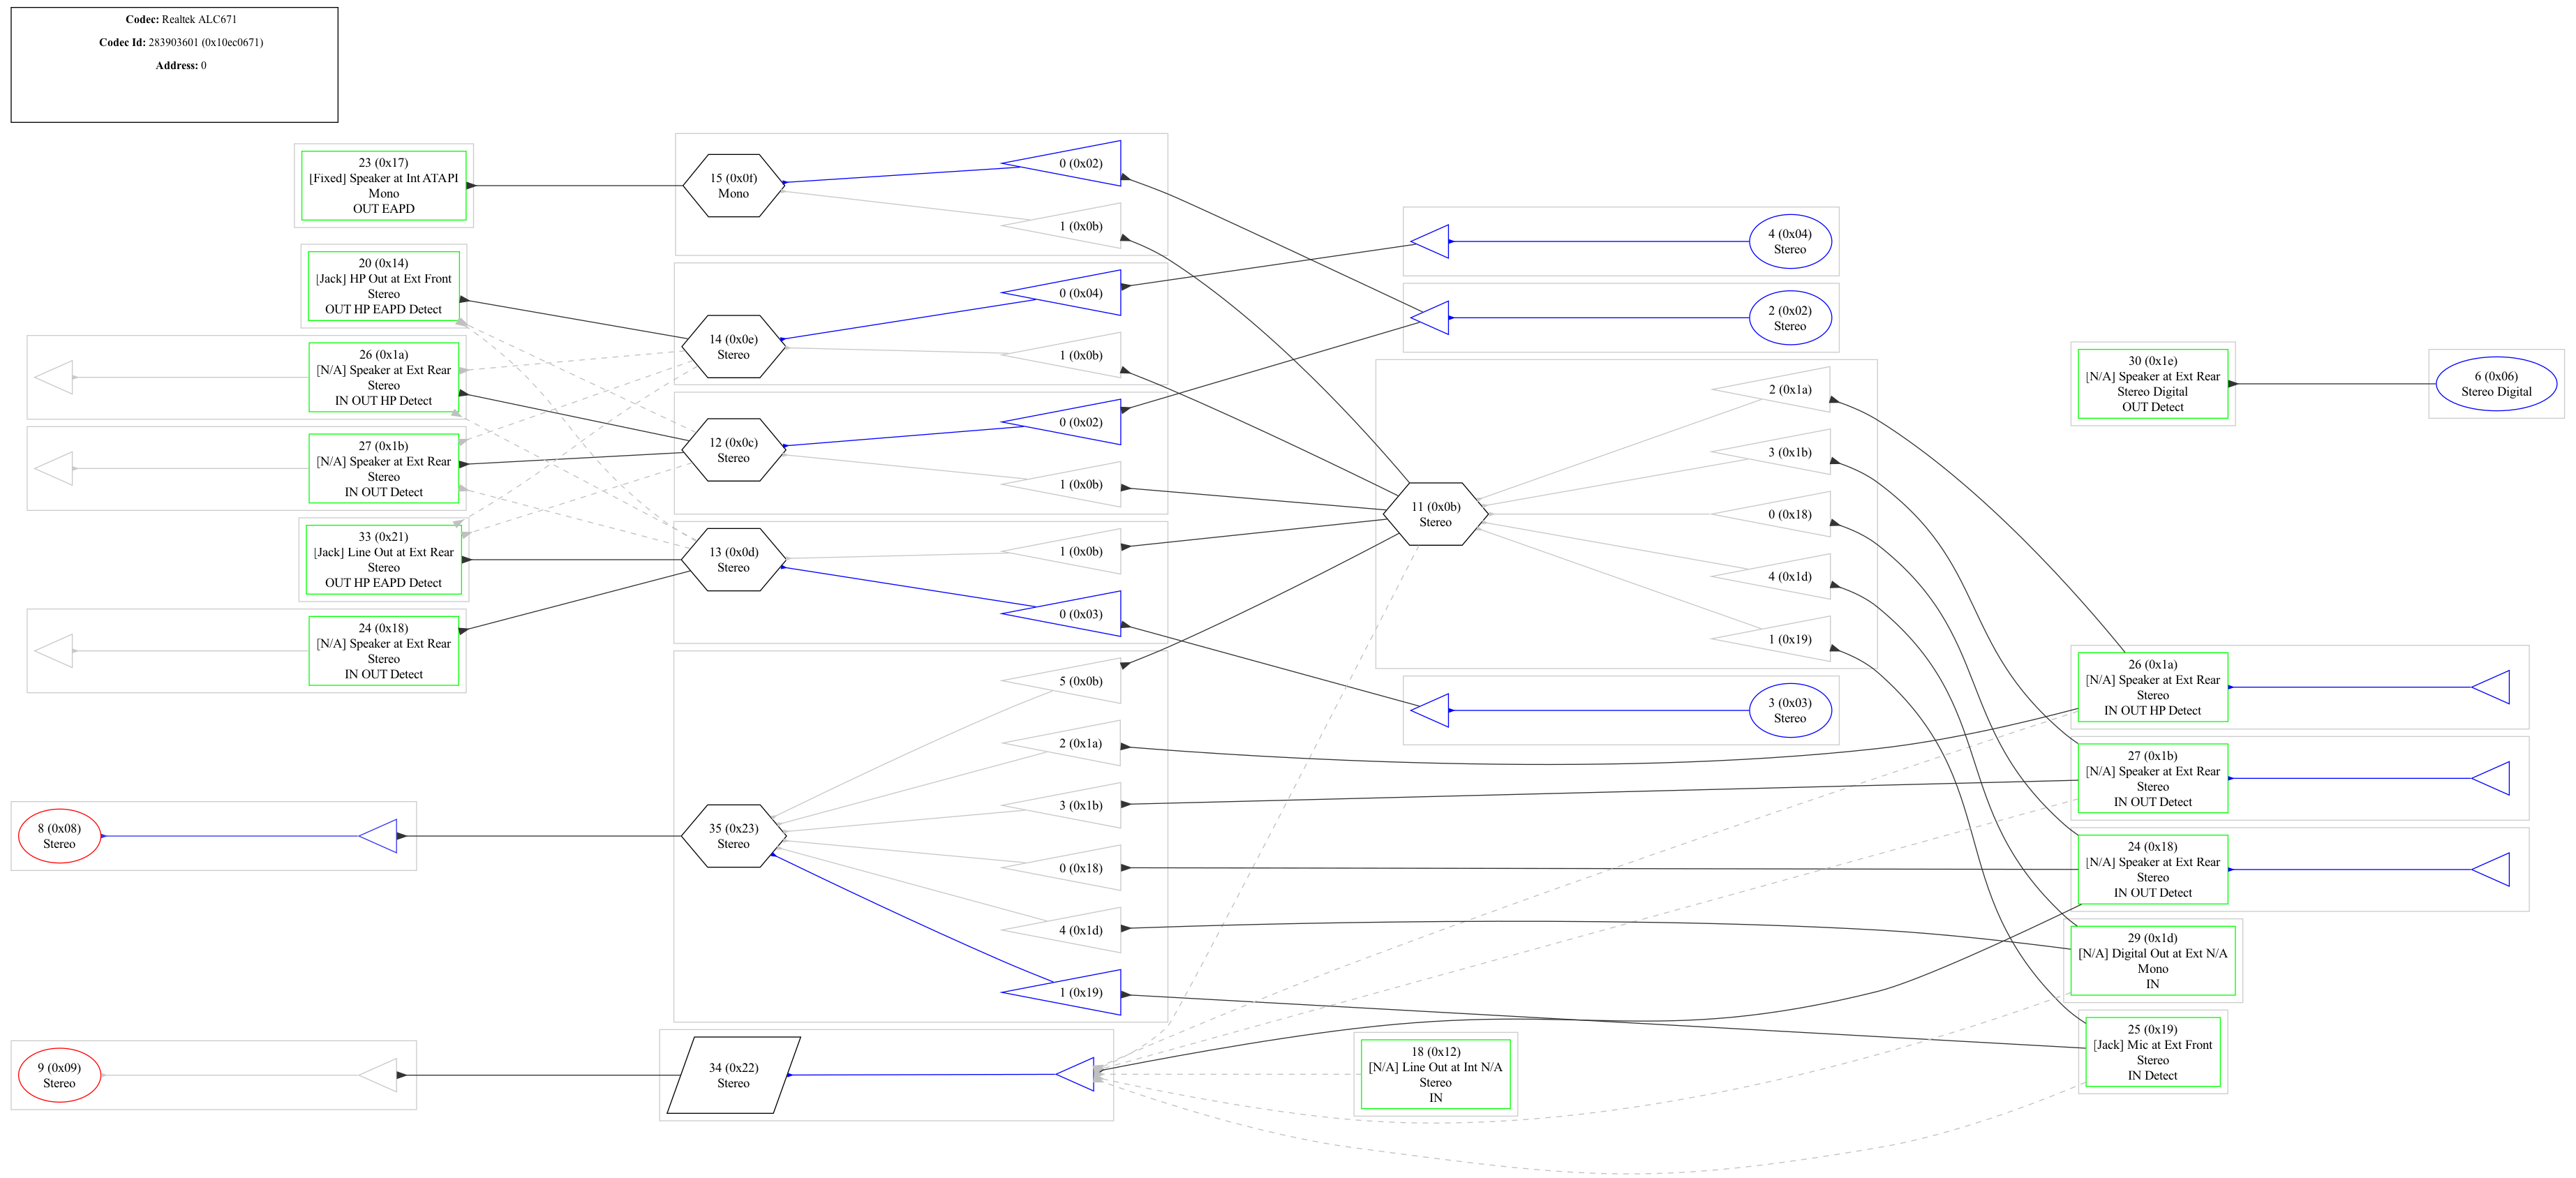 Codec: Realtek ALC671
Codec Id: 283903601 (0x10ec0671)
Address: 0
23 (0x17)
[Fixed] Speaker at Int ATAPI
Mono
OUT EAPD
20 (0x14)
[Jack] HP Out at Ext Front
Stereo
OUT HP EAPD Detect
26 (0x1a)
[N/A] Speaker at Ext Rear
Stereo
IN OUT HP Detect
27 (0x1b)
[N/A] Speaker at Ext Rear
Stereo
IN OUT Detect
33 (0x21)
[Jack] Line Out at Ext Rear
Stereo
OUT HP EAPD Detect
24 (0x18)
[N/A] Speaker at Ext Rear
Stereo
IN OUT Detect
8 (0x08)
Stereo
9 (0x09)
Stereo
15 (0x0f)
Mono
0 (0x02)
1 (0x0b)
14 (0x0e)
Stereo
0 (0x04)
1 (0x0b)
12 (0x0c)
Stereo
0 (0x02)
1 (0x0b)
13 (0x0d)
Stereo
1 (0x0b)
0 (0x03)
35 (0x23)
Stereo
5 (0x0b)
2 (0x1a)
3 (0x1b)
0 (0x18)
4 (0x1d)
1 (0x19)
34 (0x22)
Stereo
4 (0x04)
Stereo
2 (0x02)
Stereo
11 (0x0b)
Stereo
2 (0x1a)
3 (0x1b)
0 (0x18)
4 (0x1d)
1 (0x19)
3 (0x03)
Stereo
18 (0x12)
[N/A] Line Out at Int N/A
Stereo
IN
30 (0x1e)
[N/A] Speaker at Ext Rear
Stereo Digital
OUT Detect
6 (0x06)
Stereo Digital
26 (0x1a)
[N/A] Speaker at Ext Rear
Stereo
IN OUT HP Detect
27 (0x1b)
[N/A] Speaker at Ext Rear
Stereo
IN OUT Detect
24 (0x18)
[N/A] Speaker at Ext Rear
Stereo
IN OUT Detect
29 (0x1d)
[N/A] Digital Out at Ext N/A
Mono
IN
25 (0x19)
[Jack] Mic at Ext Front
Stereo
IN Detect